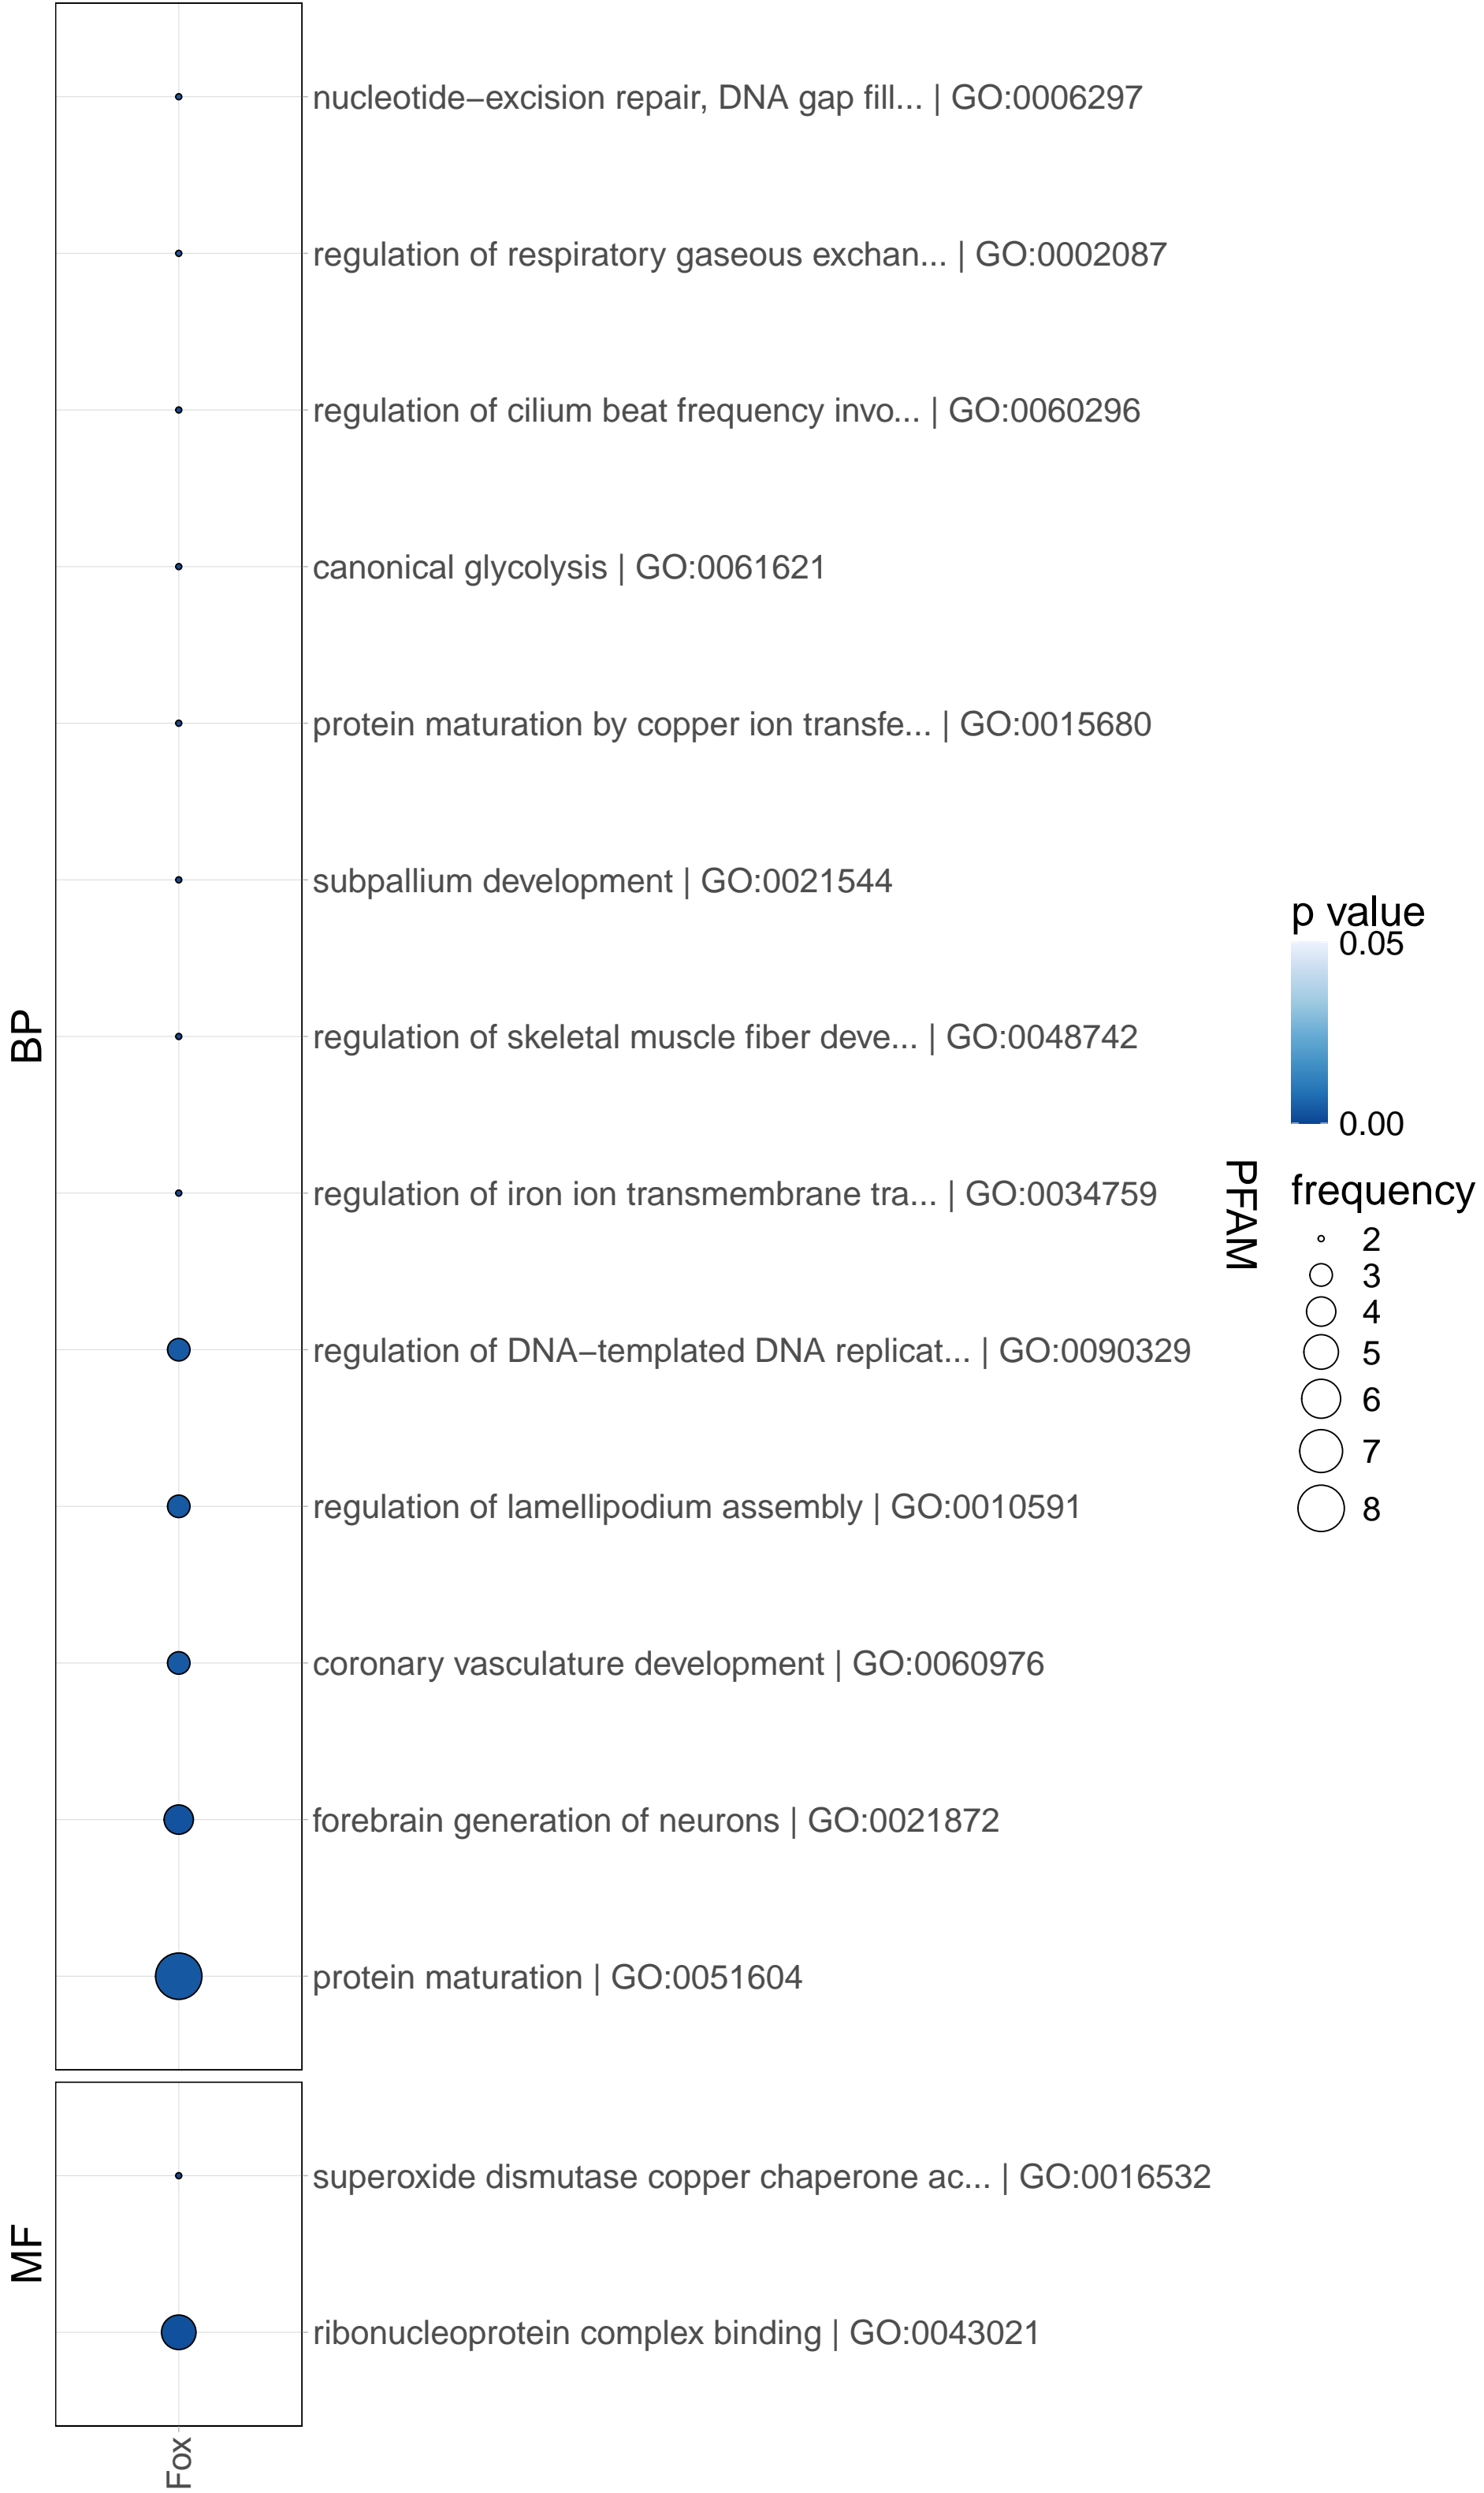 BP
nucleotide−excision repair, DNA gap fill... | GO:0006297
regulation of respiratory gaseous exchan... | GO:0002087
regulation of cilium beat frequency invo... | GO:0060296
canonical glycolysis | GO:0061621
protein maturation by copper ion transfe... | GO:0015680
subpallium development | GO:0021544
regulation of skeletal muscle fiber deve... | GO:0048742
regulation of iron ion transmembrane tra... | GO:0034759
regulation of DNA−templated DNA replicat... | GO:0090329
regulation of lamellipodium assembly | GO:0010591
coronary vasculature development | GO:0060976
forebrain generation of neurons | GO:0021872
protein maturation | GO:0051604
MF
superoxide dismutase copper chaperone ac... | GO:0016532
ribonucleoprotein complex binding | GO:0043021
Fox
PFAM
p value
0.05
0.00
frequency
2
3
4
5
6
7
8